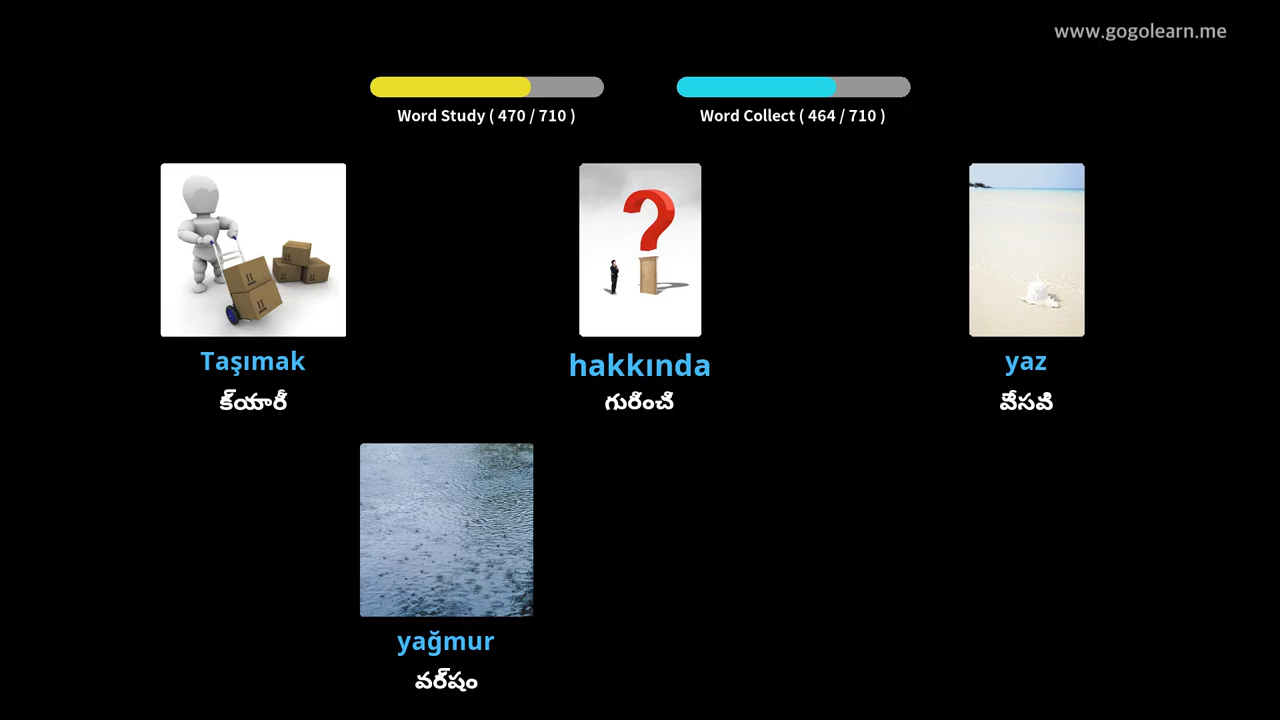 www.gogolearn.me
Word Study ( 470 / 710 )
Word Collect ( 464 / 710 )
Taşımak
క్యారీ
hakkında
గురించి
yaz
వేసవి
yağmur
వర్షం